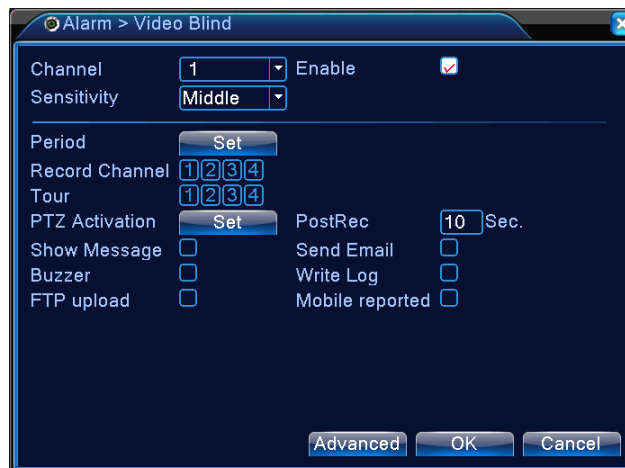 Alarm > Video Blind
Channel 1 Enable
Sensitivity Middle
Period Set
Record Channel 1 2 3 4
Tour 1 2 3 4
PTZ Activation Set PostRec 10 Sec.
Show Message Send Email
Buzzer Write Log
FTP upload Mobile reported
Advanced OK Cancel